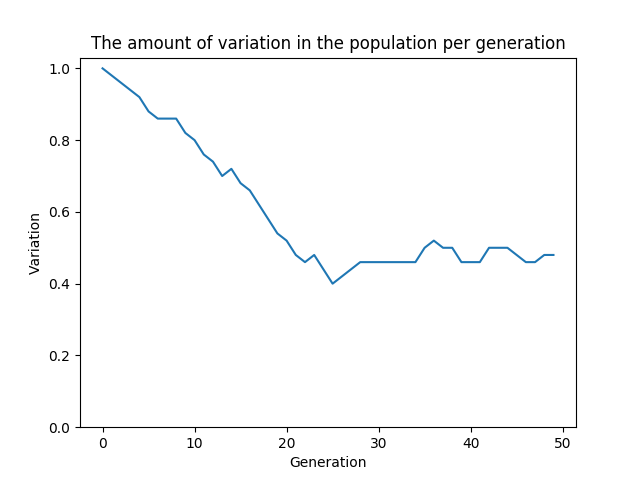 The amount of variation in the population per generation
1.0
0.8
0.6
0.4
0.2
0.0
Variation
0 10 20 30 40 50
Generation